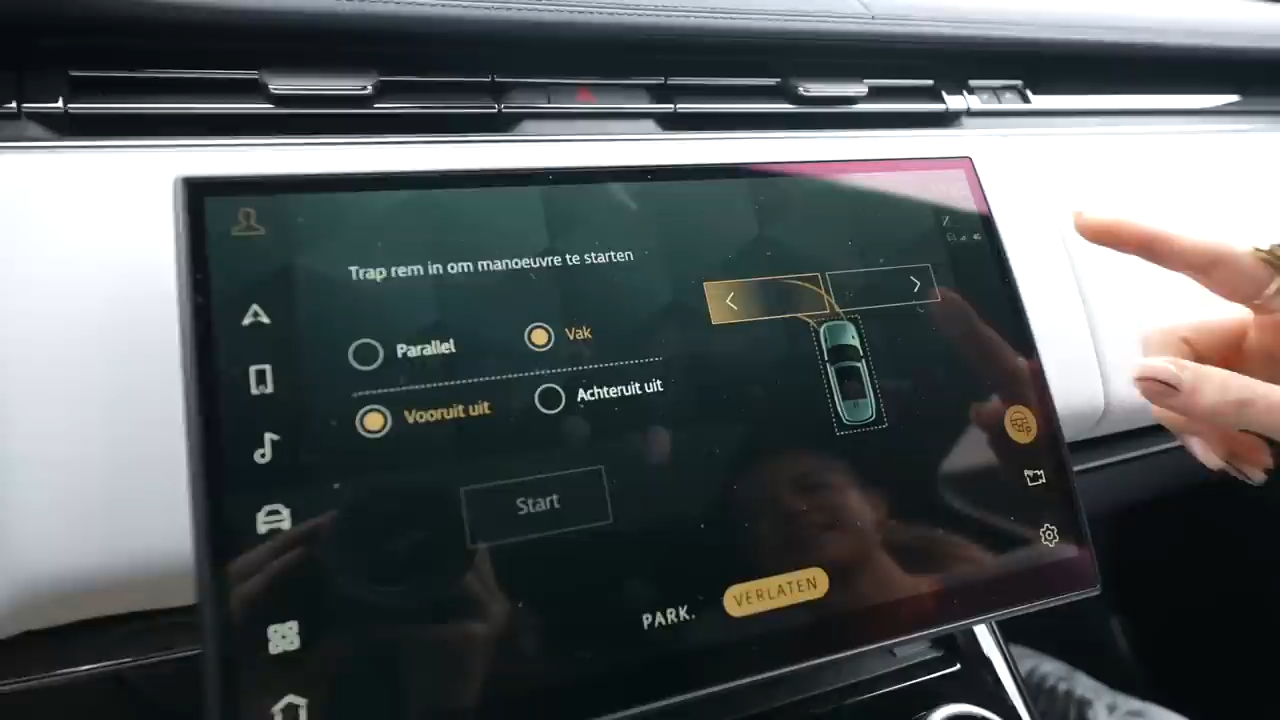 Trap rem in om manoeuvre te starten
Parallel
Vak
Vooruit uit
Achteruit uit
Start
PARK.
VERLATEN